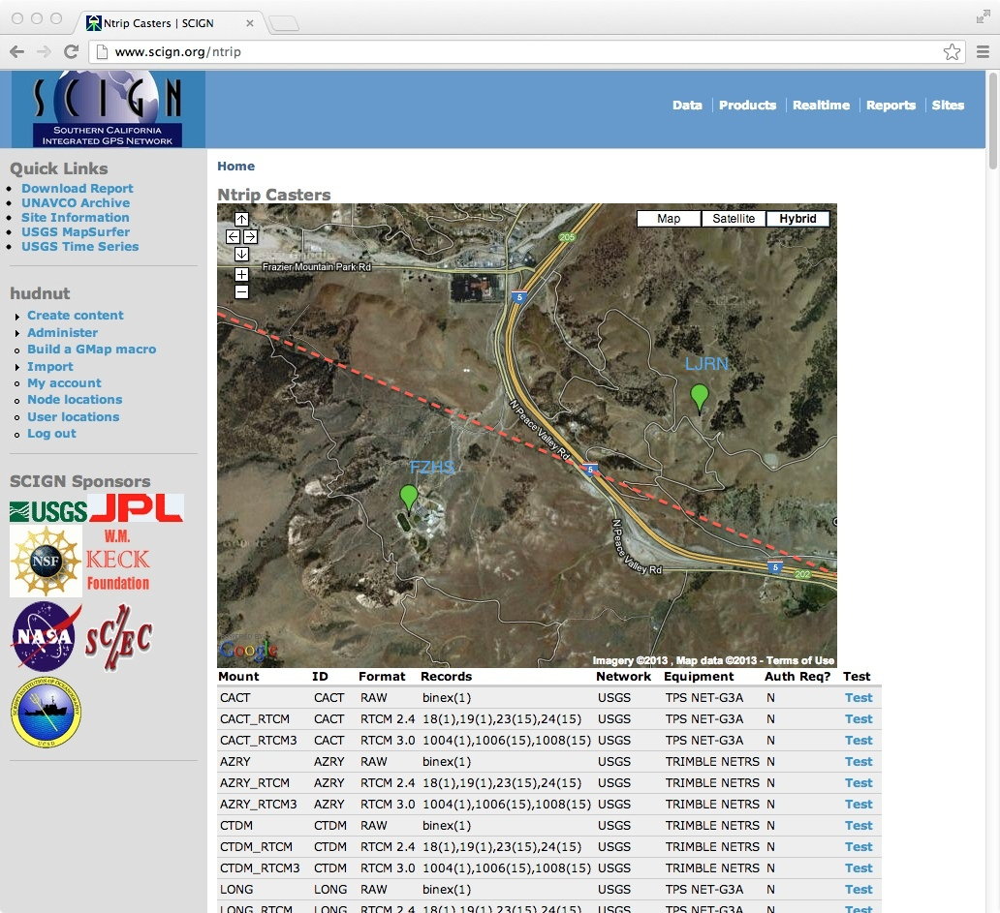 Ntrip Casters | SCIGN
www.scign.org/ntrip
SCIGN
SOUTHERN CALIFORNIA
INTEGRATED GPS NETWORK
Data
Products
Realtime
Reports
Sites
Quick Links
Download Report
UNAVCO Archive
Site Information
USGS MapSurfer
USGS Time Series
hudnut
Create content
Administer
Build a GMap macro
Import
My account
Node locations
User locations
Log out
SCIGN Sponsors
USGS
JPL
NSF
W.M.
KECK
Foundation
NASA
SC/EC
Home
Ntrip Casters
Map
Satellite
Hybrid
205
Frazier Mountain Park Rd
5
LJRN
N Peace Valley Rd
FZHS
5
N Peace Valley Rd
5
202
Google
Imagery ©2013 , Map data ©2013 - Terms of Use
Mount ID Format Records Network Equipment Auth Req? Test
CACT CACT RAW binex(1) USGS TPS NET-G3A N Test
CACT_RTCM CACT RTCM 2.4 18(1),19(1),23(15),24(15) USGS TPS NET-G3A N Test
CACT_RTCM3 CACT RTCM 3.0 1004(1),1006(15),1008(15) USGS TPS NET-G3A N Test
AZRY AZRY RAW binex(1) USGS TRIMBLE NETRS N Test
AZRY_RTCM AZRY RTCM 2.4 18(1),19(1),23(15),24(15) USGS TRIMBLE NETRS N Test
AZRY_RTCM3 AZRY RTCM 3.0 1004(1),1006(15),1008(15) USGS TRIMBLE NETRS N Test
CTDM CTDM RAW binex(1) USGS TRIMBLE NETRS N Test
CTDM_RTCM CTDM RTCM 2.4 18(1),19(1),23(15),24(15) USGS TRIMBLE NETRS N Test
CTDM_RTCM3 CTDM RTCM 3.0 1004(1),1006(15),1008(15) USGS TRIMBLE NETRS N Test
LONG LONG RAW binex(1) USGS TPS NET-G3A N Test
LONG_RTCM LONG RTCM 2.4 18(1),19(1),23(15),24(15) USGS TPS NET-G3A N Test